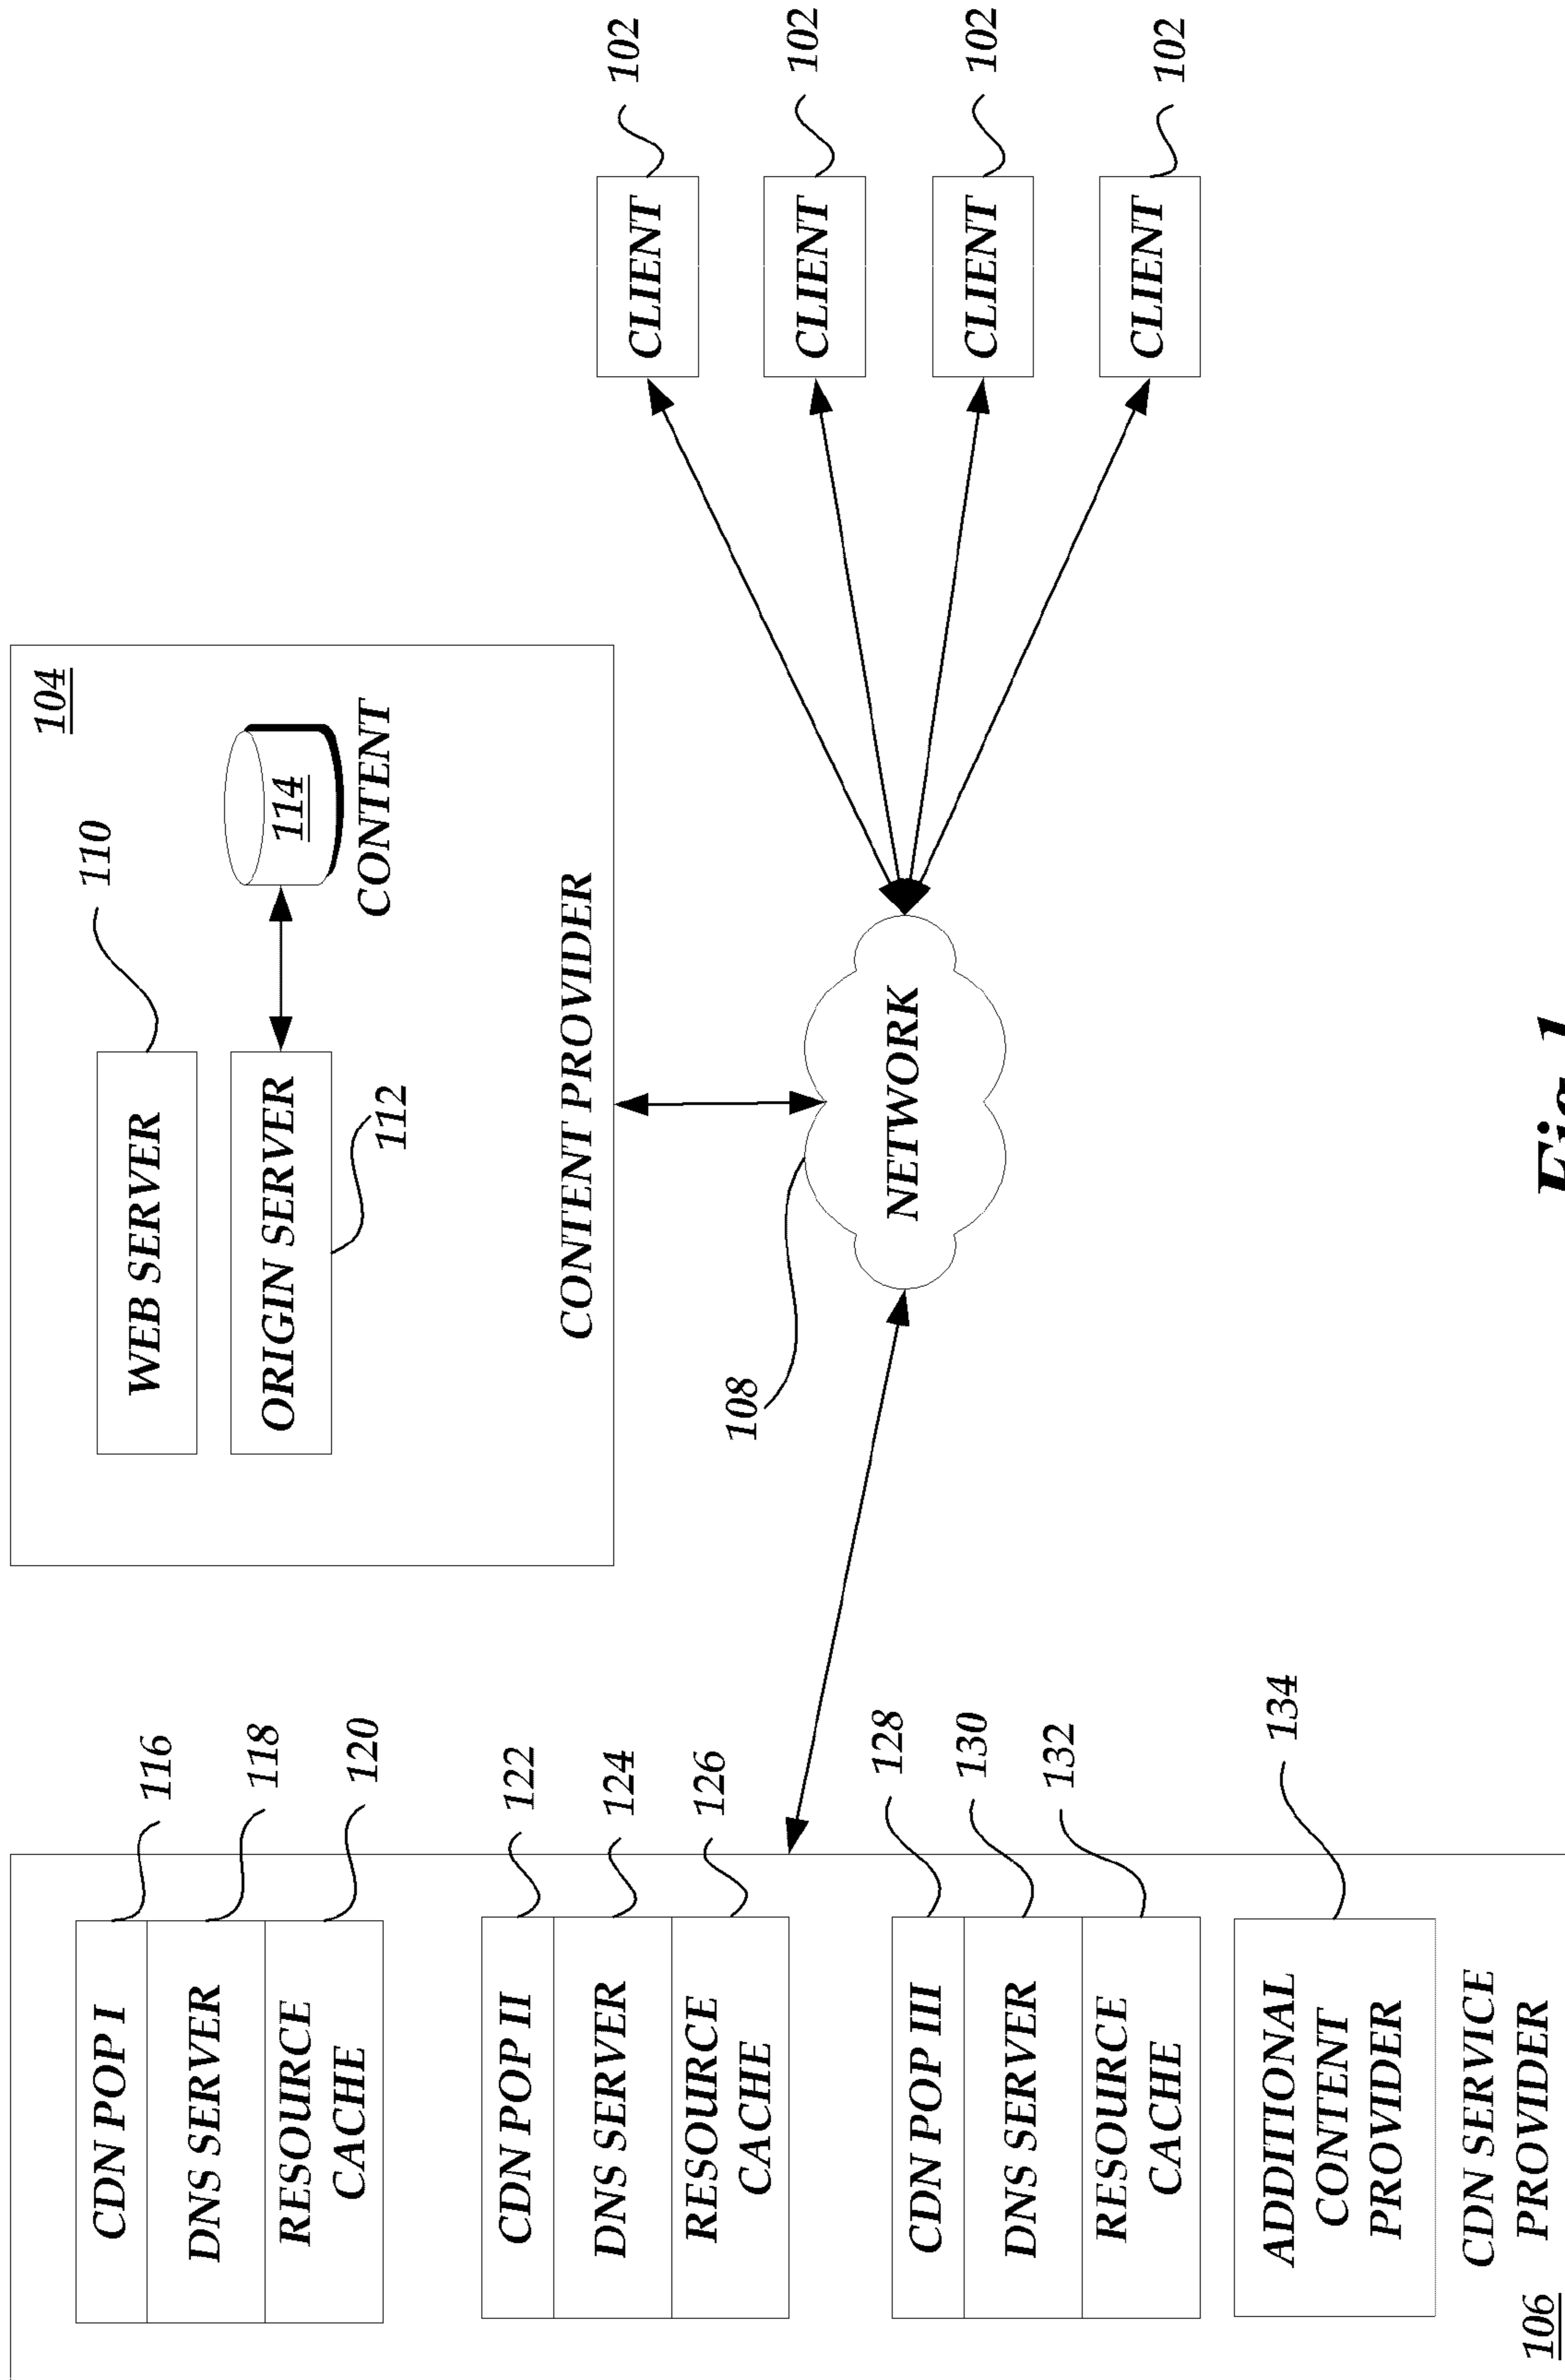 CDN POP I
116
DNS SERVER
118
RESOURCE
CACHE
120
CDN POP II
122
DNS SERVER
124
RESOURCE
CACHE
126
CDN POP III
128
DNS SERVER
130
RESOURCE
CACHE
132
ADDITIONAL
CONTENT
PROVIDER
134
CDN SERVICE
PROVIDER
106
104
WEB SERVER
110
ORIGIN SERVER
112
114
CONTENT
CONTENT PROVIDER
108
NETWORK
CLIENT
102
CLIENT
102
CLIENT
102
CLIENT
102